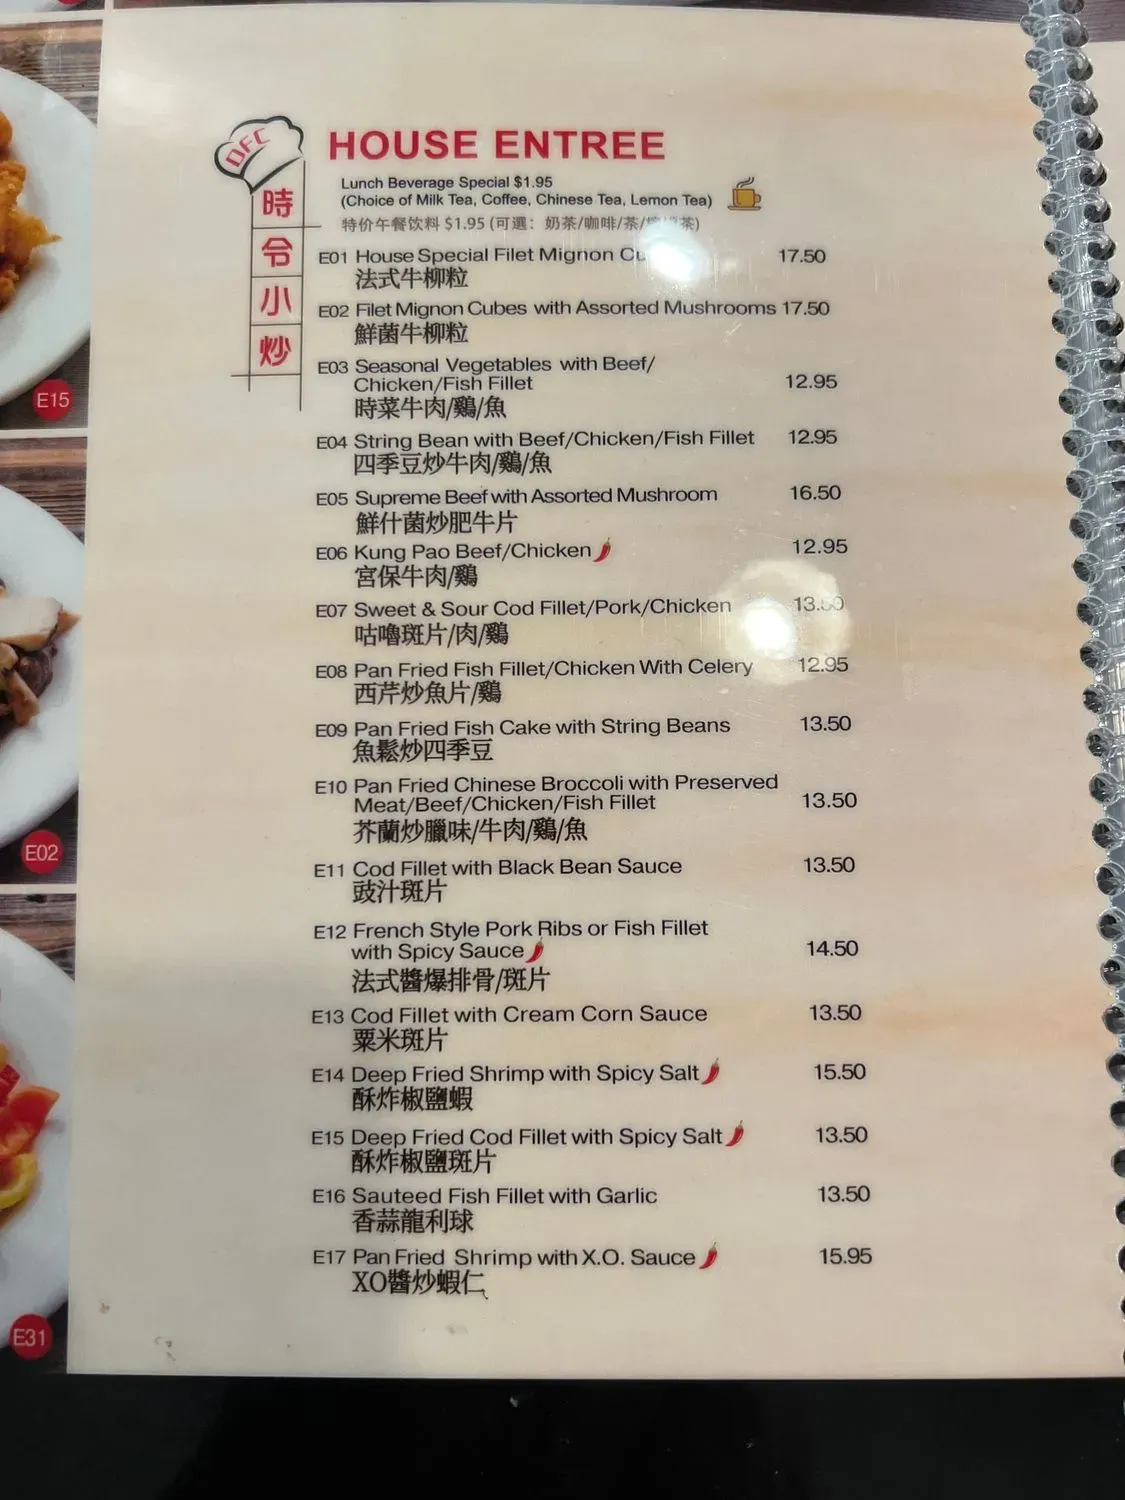 DFC
時令小炒
HOUSE ENTREE
Lunch Beverage Special $1.95
(Choice of Milk Tea, Coffee, Chinese Tea, Lemon Tea)
特价午餐饮料 $1.95 (可選: 奶茶/咖啡/茶/茶)
E01 House Special Filet Mignon 17.50
法式牛柳粒
E02 Filet Mignon Cubes with Assorted Mushrooms 17.50
鮮菌牛柳粒
E03 Seasonal Vegetables with Beef/
Chicken/Fish Fillet 12.95
時菜牛肉/鷄/魚
E04 String Bean with Beef/Chicken/Fish Fillet 12.95
四季豆炒牛肉/鷄/魚
E05 Supreme Beef with Assorted Mushroom 16.50
鮮什菌炒肥牛片
E06 Kung Pao Beef/Chicken 12.95
宮保牛肉/鷄
E07 Sweet & Sour Cod Fillet/Pork/Chicken 13.50
咕嚕斑片/肉/鷄
E08 Pan Fried Fish Fillet/Chicken With Celery 12.95
西芹炒魚片/鷄
E09 Pan Fried Fish Cake with String Beans 13.50
魚鬆炒四季豆
E10 Pan Fried Chinese Broccoli with Preserved
Meat/Beef/Chicken/Fish Fillet 13.50
芥蘭炒臘味/牛肉/鷄/魚
E11 Cod Fillet with Black Bean Sauce 13.50
豉汁斑片
E12 French Style Pork Ribs or Fish Fillet
with Spicy Sauce 14.50
法式醬爆排骨/斑片
E13 Cod Fillet with Cream Corn Sauce 13.50
粟米斑片
E14 Deep Fried Shrimp with Spicy Salt 15.50
酥炸椒鹽蝦
E15 Deep Fried Cod Fillet with Spicy Salt 13.50
酥炸椒鹽斑片
E16 Sauteed Fish Fillet with Garlic 13.50
香蒜龍利球
E17 Pan Fried Shrimp with X.O. Sauce 15.95
XO醬炒蝦仁
E15
E02
E31